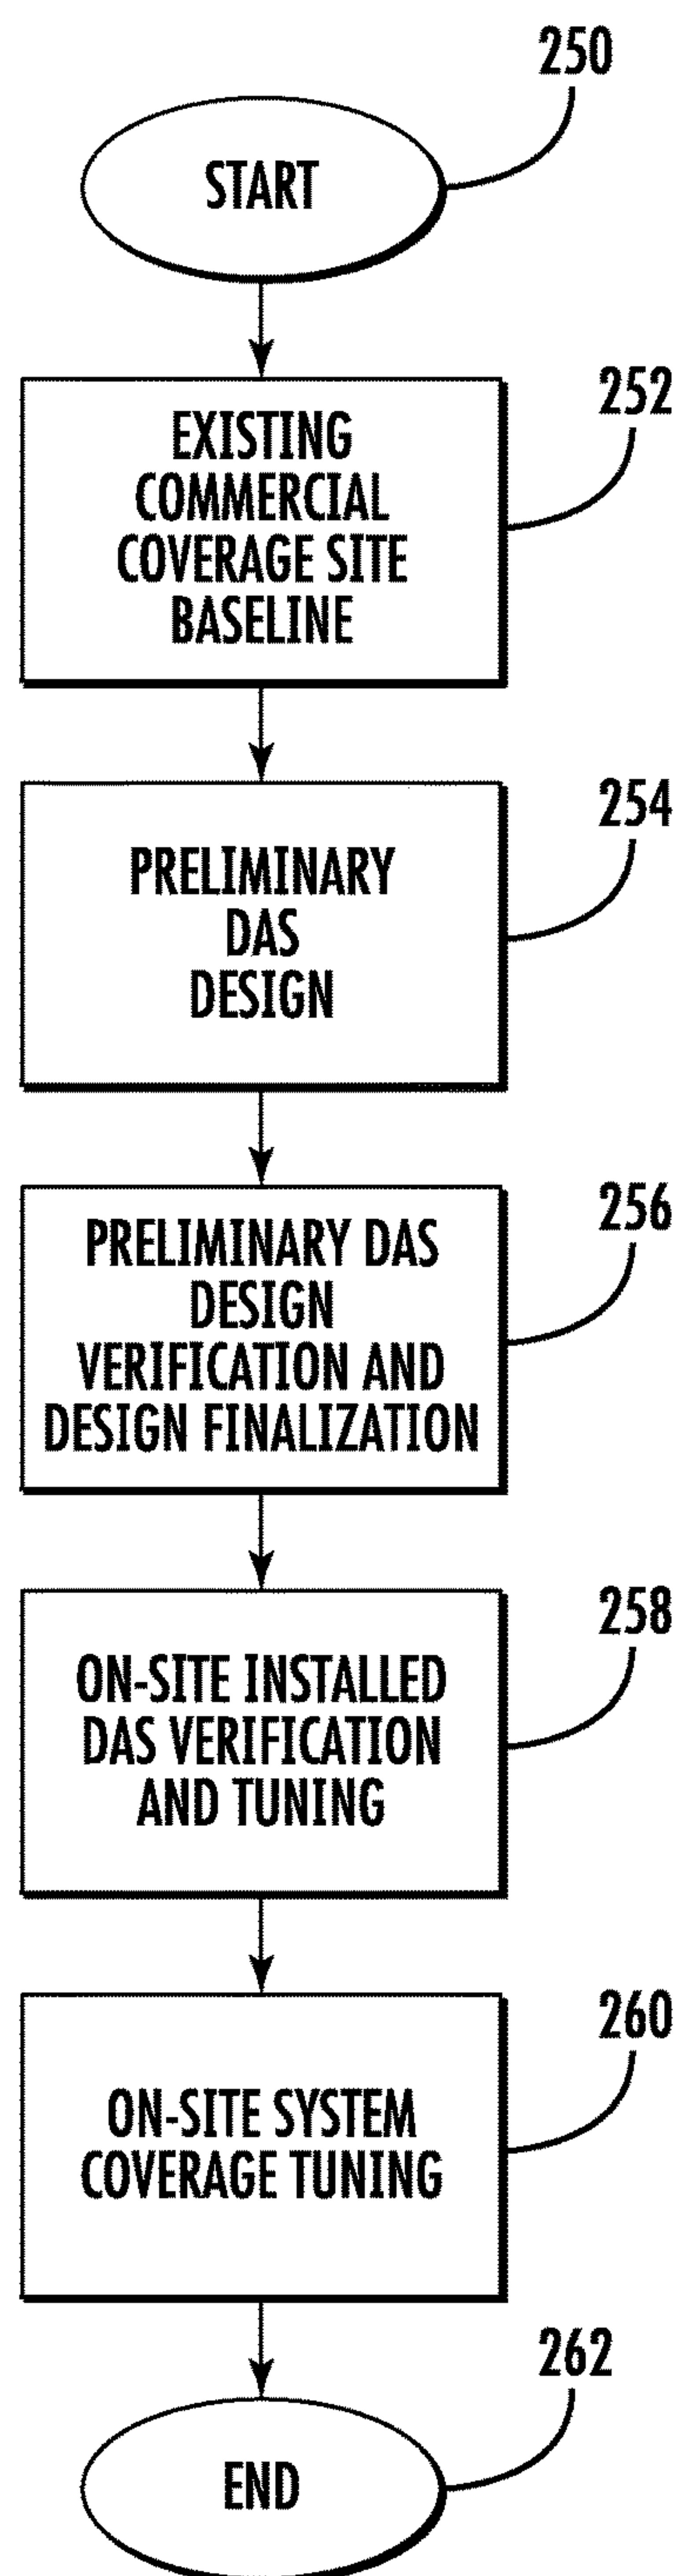 250
START
252
EXISTING
COMMERCIAL
COVERAGE SITE
BASELINE
254
PRELIMINARY
DAS
DESIGN
256
PRELIMINARY DAS
DESIGN
VERIFICATION AND
DESIGN FINALIZATION
258
ON-SITE INSTALLED
DAS VERIFICATION
AND TUNING
260
ON-SITE SYSTEM
COVERAGE TUNING
262
END